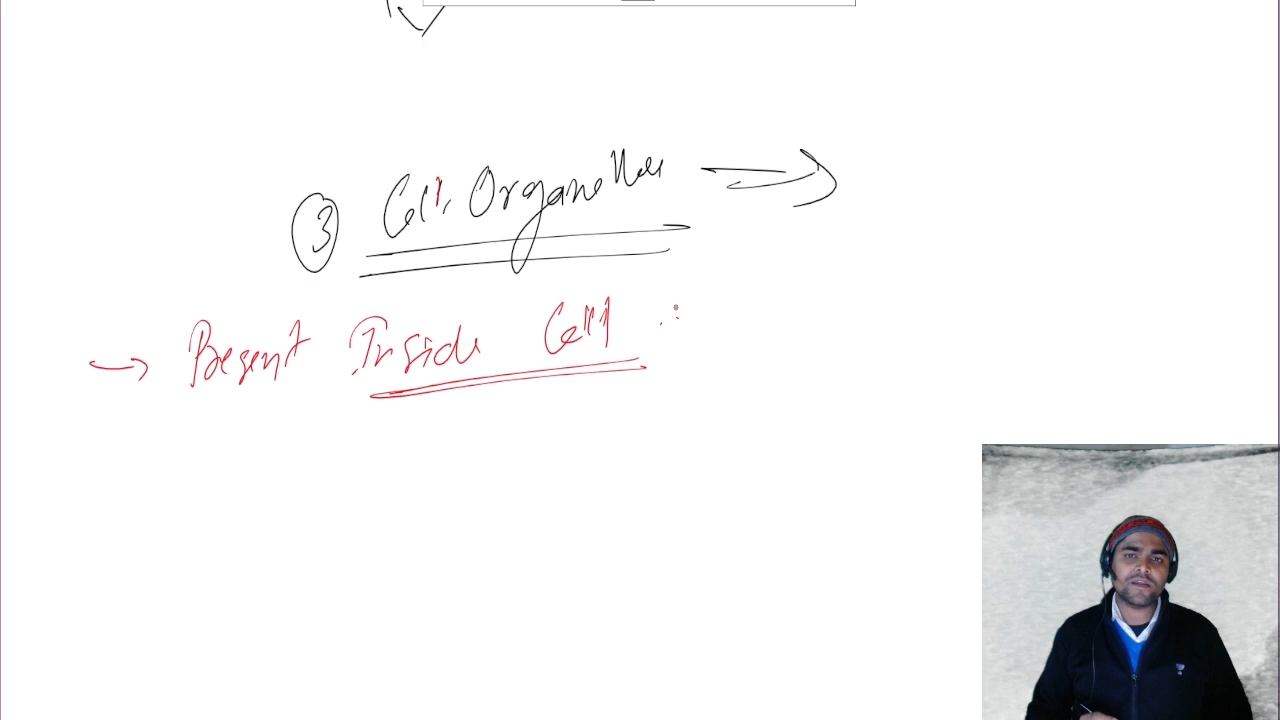 ③ Cell Organelles
→ Present Inside Cell